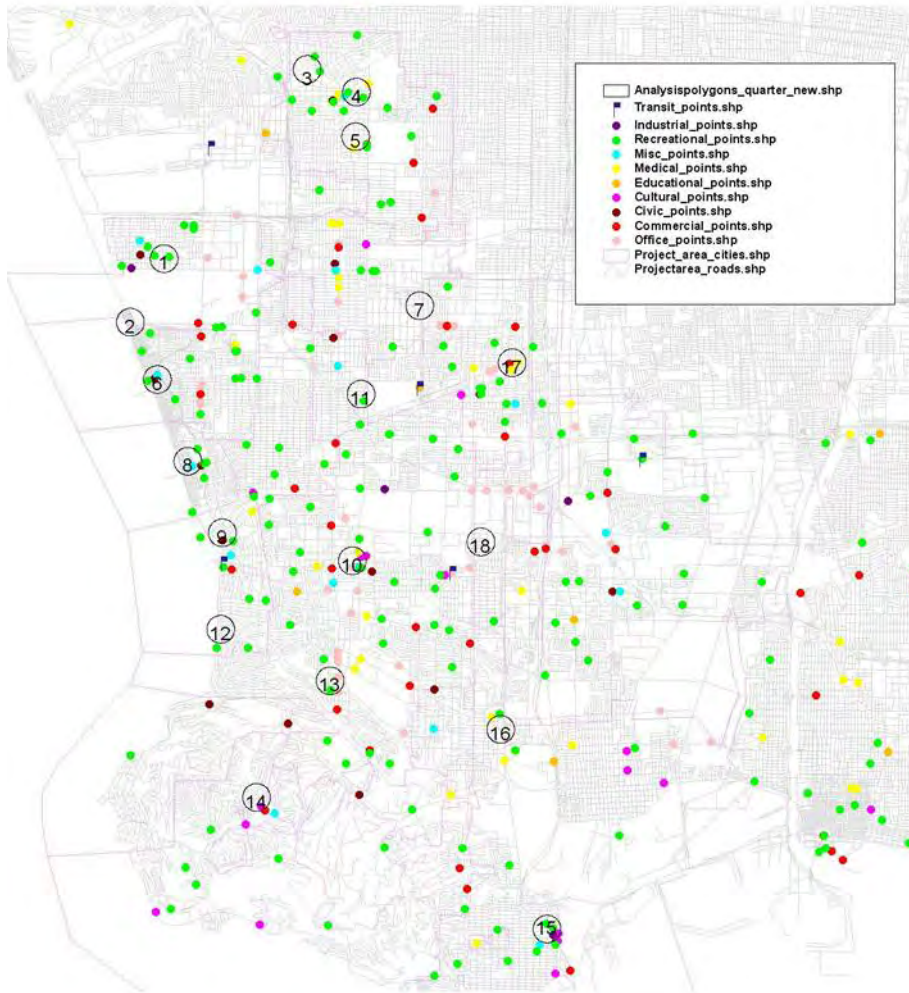 Analysispolygons_quarter_new.shp
Transit_points.shp
Industrial_points.shp
Recreational_points.shp
Misc_points.shp
Medical_points.shp
Educational_points.shp
Cultural_points.shp
Civic_points.shp
Commercial_points.shp
Office_points.shp
Project_area_cities.shp
Projectarea_roads.shp
3
4
5
1
2
7
17
6
11
8
9
18
10
12
13
16
14
15